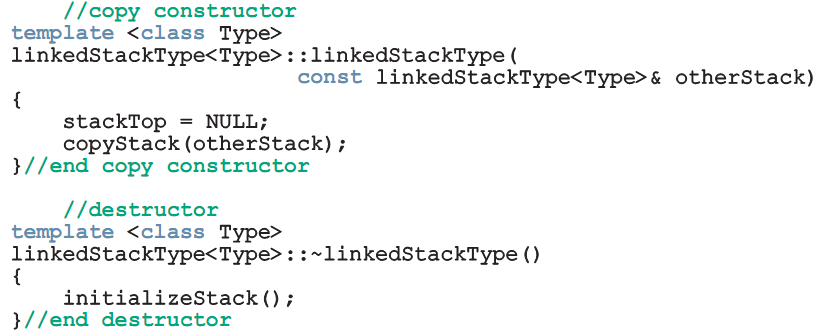 //copy constructor
template <class Type>
linkedStackType<Type>::linkedStackType(
const linkedStackType<Type>& otherStack)
{
stackTop = NULL;
copyStack(otherStack);
}//end copy constructor
//destructor
template <class Type>
linkedStackType<Type>::~linkedStackType()
{
initializeStack();
}//end destructor